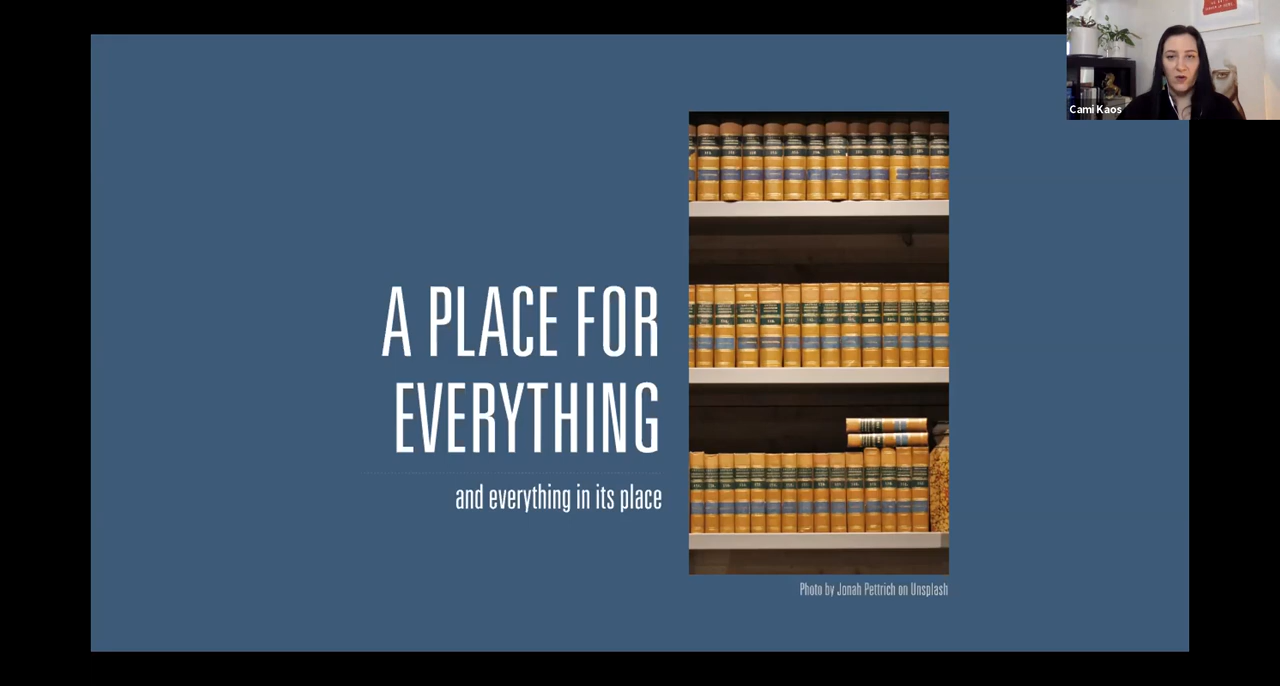 Cami Kaos
A PLACE FOR
EVERYTHING
and everything in its place
Photo by Jonah Pettrich on Unsplash